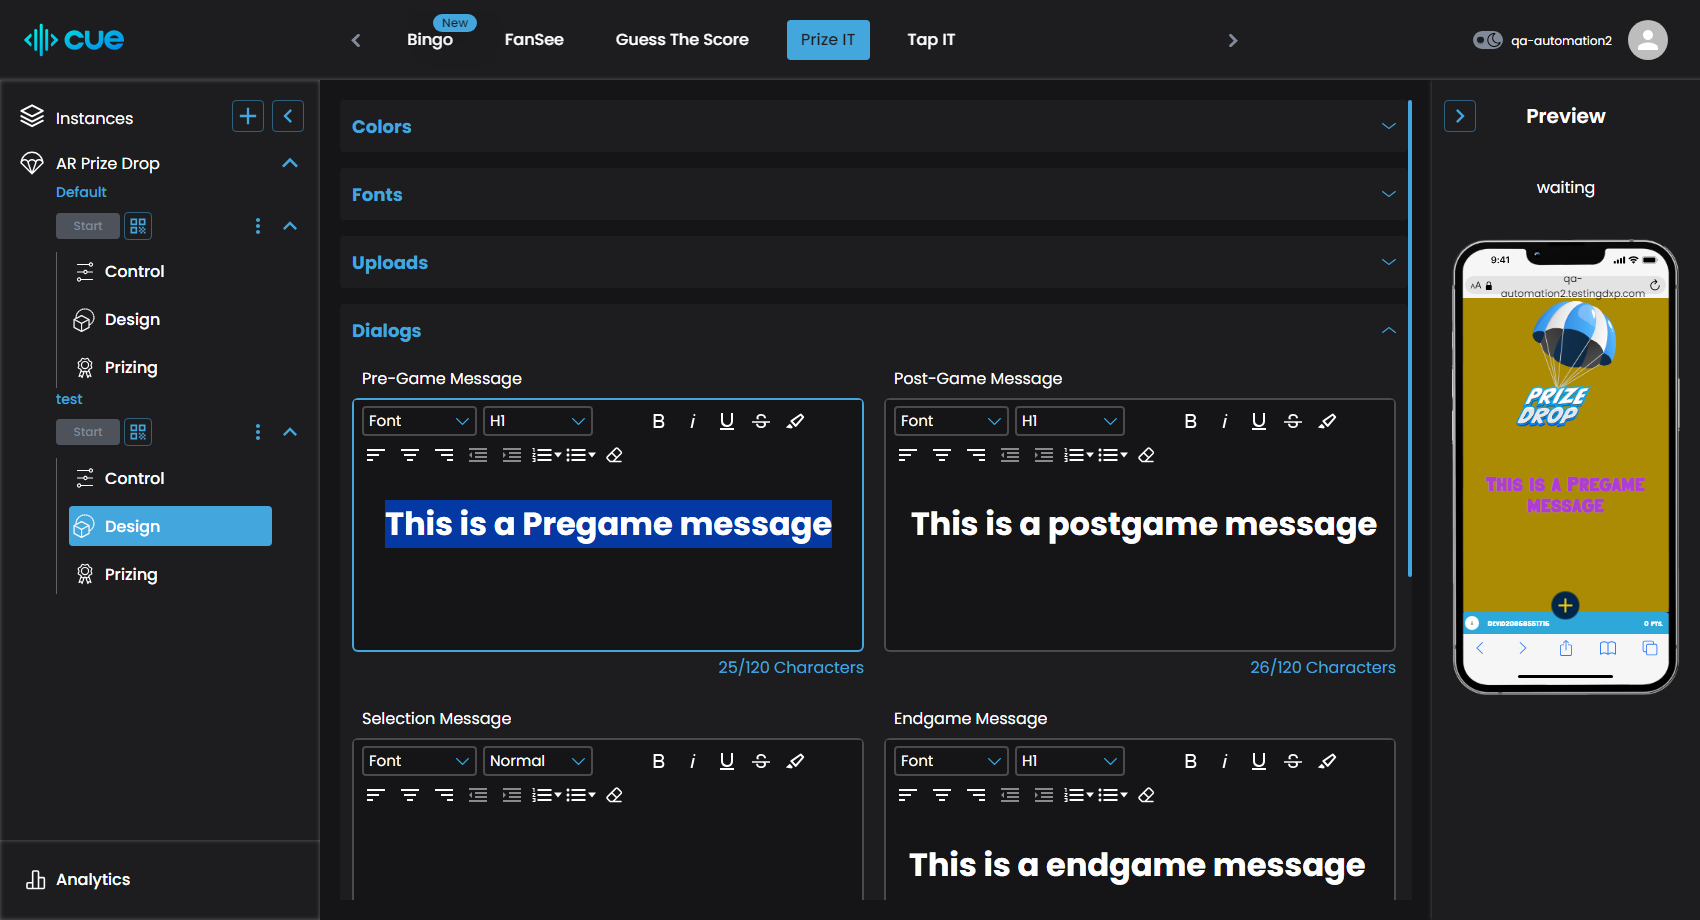 cue
New
Bingo
FanSee
Guess The Score
Prize IT
Tap IT
qa-automation2
Instances
AR Prize Drop
Default
Start
Control
Design
Prizing
test
Start
Control
Design
Prizing
Analytics
Colors
Fonts
Uploads
Dialogs
Pre-Game Message
Font H1 B i U S
This is a Pregame message
25/120 Characters
Post-Game Message
Font H1 B i U S
This is a postgame message
26/120 Characters
Selection Message
Font Normal B i U S
Endgame Message
Font H1 B i U S
This is a endgame message
Preview
waiting
9:41
AA
qa-
automation2.testingdxp.com
PRIZE
DROP
This is a Pregame
message
0 PTS.